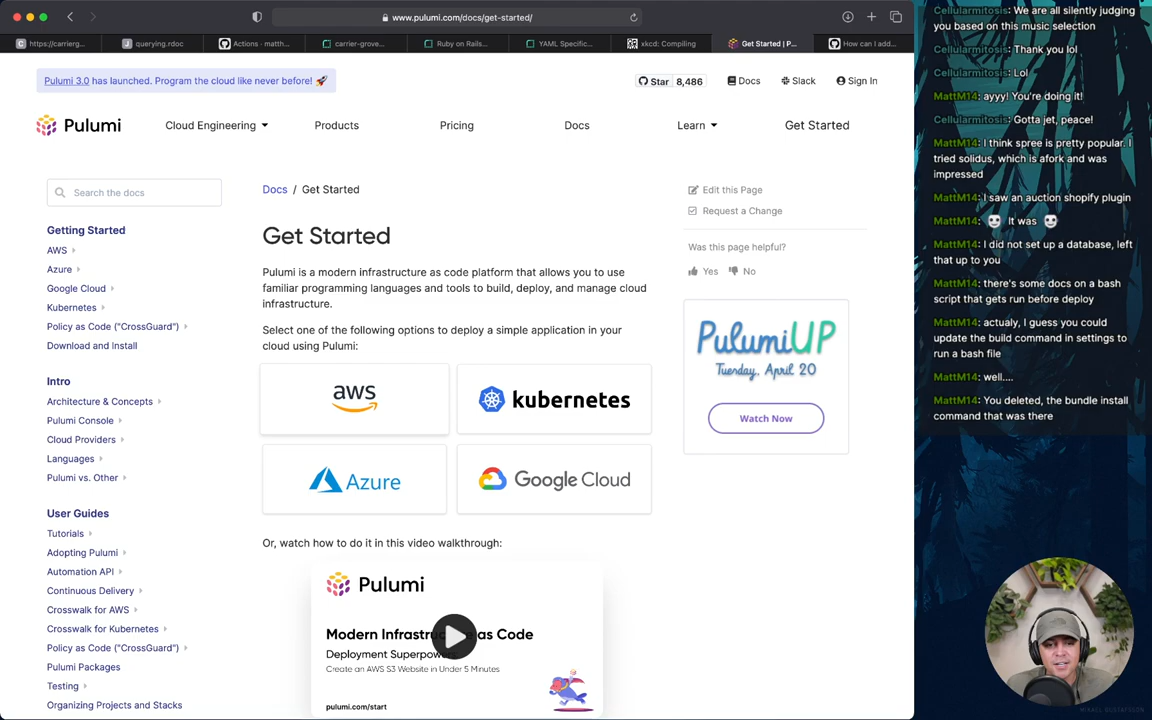 www.pulumi.com/docs/get-started/
https://carrierg...
querying.rdoc
Actions · matth...
carrier-grove...
Ruby on Rails...
YAML Specific...
xkcd: Compiling
Get Started | P...
How can I add...
Pulumi 3.0 has launched. Program the cloud like never before! 🚀
Star 8,486
Docs
Slack
Sign In
Pulumi
Cloud Engineering
Products
Pricing
Docs
Learn
Get Started
Search the docs
Getting Started
AWS
Azure
Google Cloud
Kubernetes
Policy as Code ("CrossGuard")
Download and Install
Intro
Architecture & Concepts
Pulumi Console
Cloud Providers
Languages
Pulumi vs. Other
User Guides
Tutorials
Adopting Pulumi
Automation API
Continuous Delivery
Crosswalk for AWS
Crosswalk for Kubernetes
Policy as Code ("CrossGuard")
Pulumi Packages
Testing
Organizing Projects and Stacks
Docs / Get Started
Get Started
Pulumi is a modern infrastructure as code platform that allows you to use
familiar programming languages and tools to build, deploy, and manage cloud
infrastructure.
Select one of the following options to deploy a simple application in your
cloud using Pulumi:
aws
kubernetes
Azure
Google Cloud
Or, watch how to do it in this video walkthrough:
Pulumi
Modern Infrastructure as Code
Deployment Superpowers
Create an AWS S3 Website in Under 5 Minutes
pulumi.com/start
Edit this Page
Request a Change
Was this page helpful?
Yes
No
PulumiUP
Tuesday, April 20
Watch Now
Cellularmitosis: We are all silently judging
you based on this music selection
Cellularmitosis: Thank you lol
Cellularmitosis: Lol
MattM14: ayyy! You're doing it!
Cellularmitosis: Gotta jet, peace!
MattM14: I think spree is pretty popular. I
tried solidus, which is afork and was
impressed
MattM14: I saw an auction shopify plugin
MattM14: It was
MattM14: I did not set up a database, left
that up to you
MattM14: there's some docs on a bash
script that gets run before deploy
MattM14: actualy, I guess you could
update the build command in settings to
run a bash file
MattM14: well....
MattM14: You deleted, the bundle install
command that was there
MIKAEL GUSTAFSSON